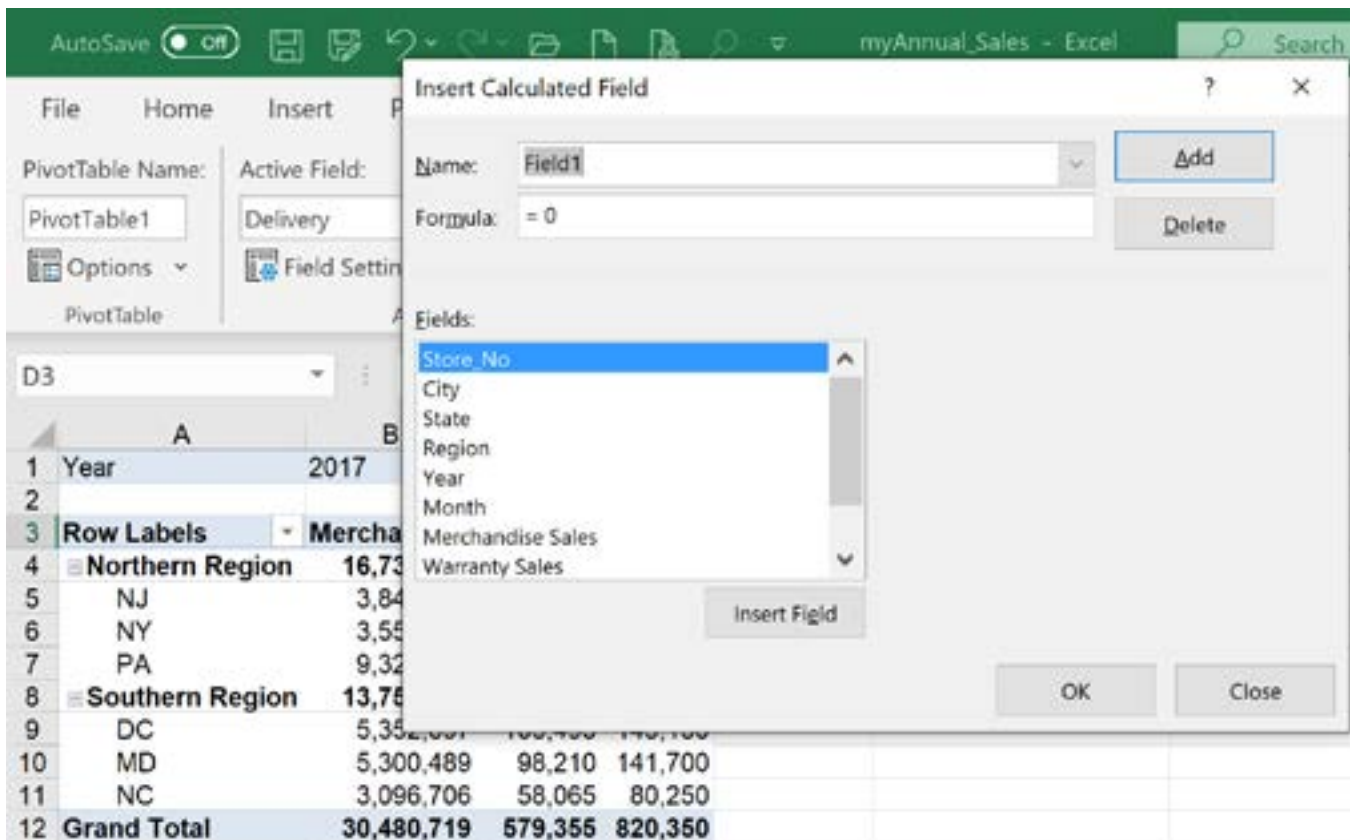 AutoSave Off myAnnual_Sales - Excel Search
File Home Insert P
Insert Calculated Field ? ×
PivotTable Name: Active Field:
PivotTable1 Delivery
Options Field Settin
PivotTable A
Name: Field1 Add
Formula: = 0 Delete
Fields:
Store_No
City
State
Region
Year
Month
Merchandise Sales
Warranty Sales
Insert Field
OK Close
D3
A B
1 Year 2017
2
3 Row Labels Mercha
4 Northern Region 16,73
5 NJ 3,84
6 NY 3,55
7 PA 9,32
8 Southern Region 13,75
9 DC
10 MD 5,300,489 98,210 141,700
11 NC 3,096,706 58,065 80,250
12 Grand Total 30,480,719 579,355 820,350